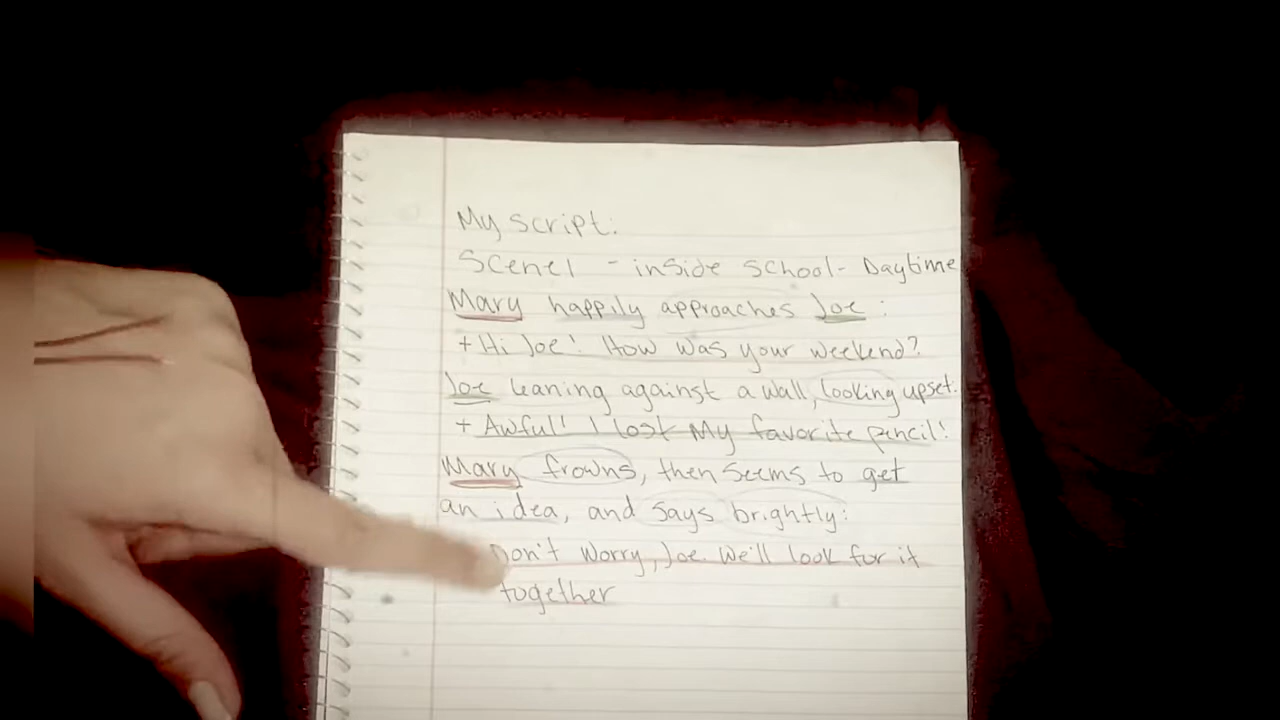 My script:
Scene 1 - inside school - Daytime
Mary happily approaches Joe :
+ Hi Joe! How was your weekend?
Joe leaning against a wall, looking upset.
+ Awful! I lost My favorite pencil!
Mary frowns, then seems to get
an idea, and says brightly:
Don't worry, Joe. We'll look for it
together